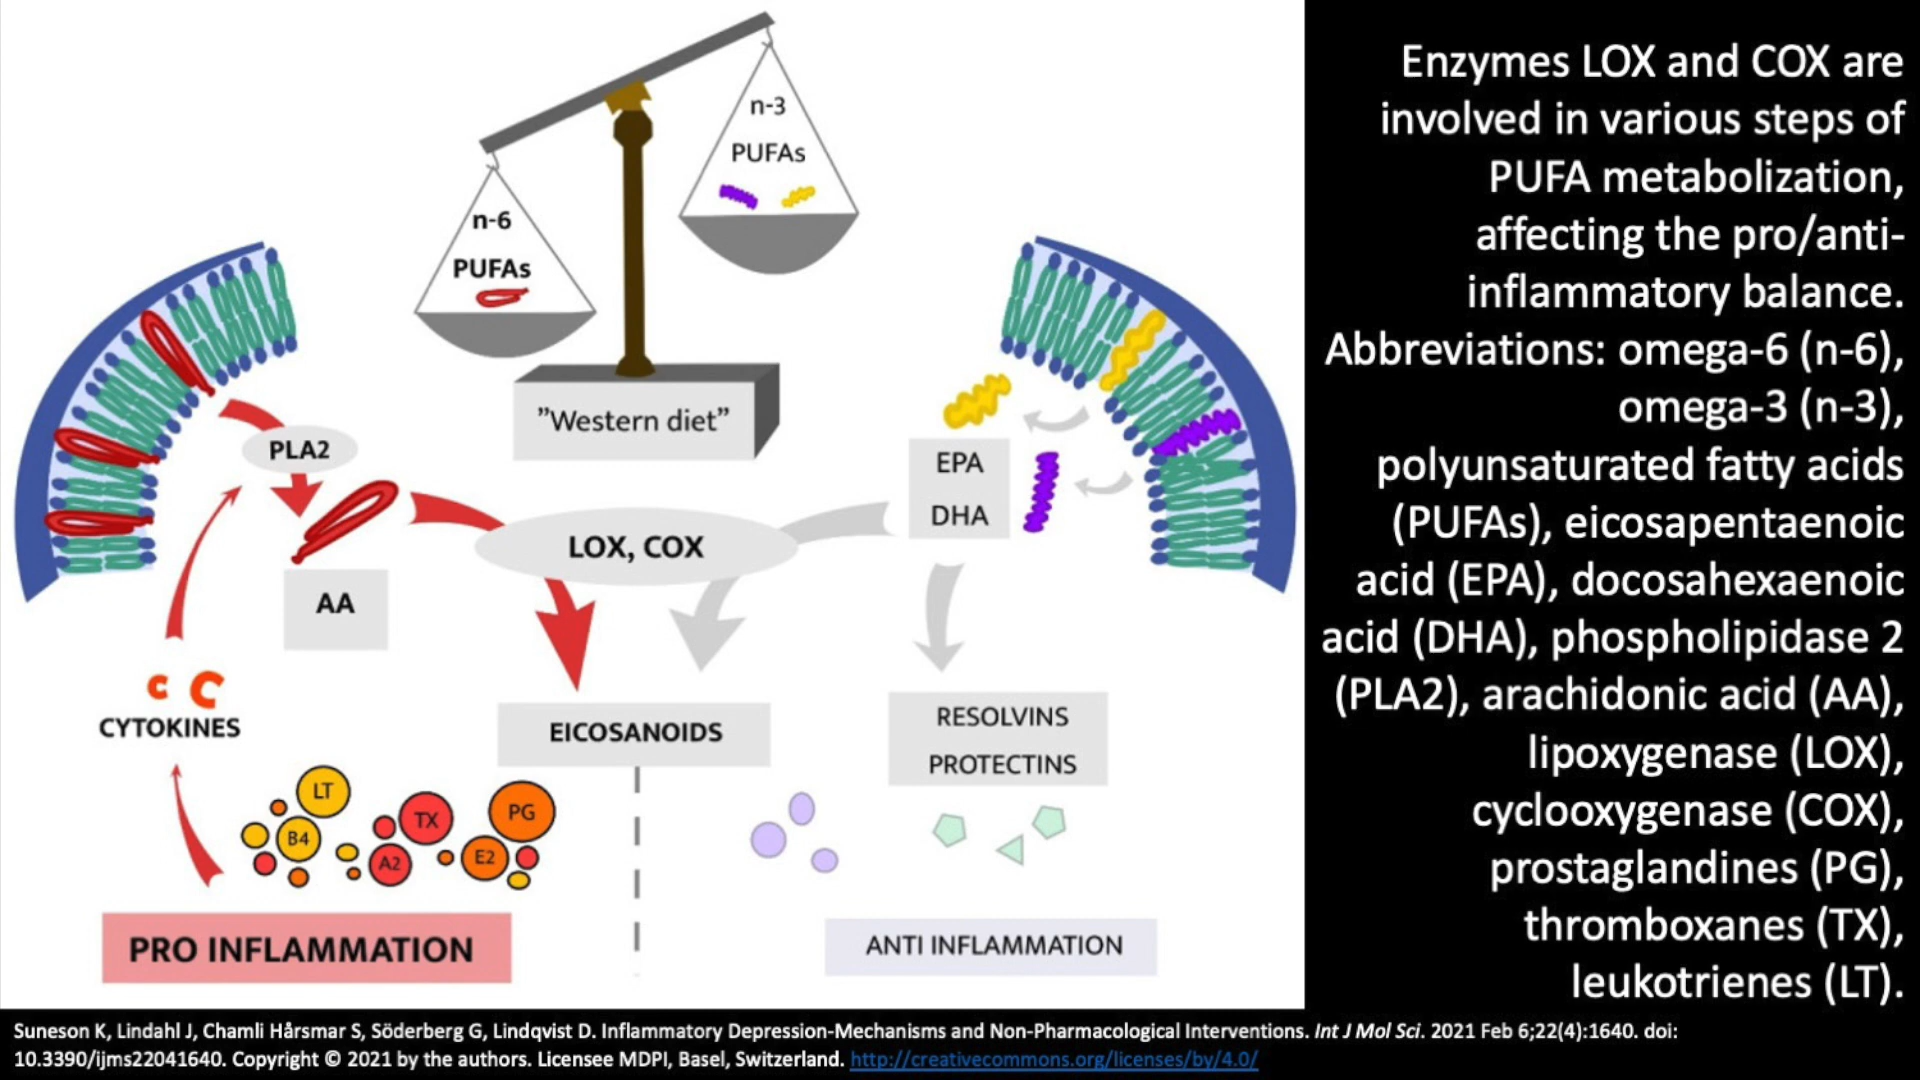 n-3
PUFAs
n-6
PUFAs
"Western diet"
PLA2
AA
LOX, COX
EPA
DHA
CYTOKINES
EICOSANOIDS
RESOLVINS
PROTECTINS
LT
B4
TX
A2
PG
E2
PRO INFLAMMATION
ANTI INFLAMMATION
Enzymes LOX and COX are
involved in various steps of
PUFA metabolization,
affecting the pro/anti-
inflammatory balance.
Abbreviations: omega-6 (n-6),
omega-3 (n-3),
polyunsaturated fatty acids
(PUFAs), eicosapentaenoic
acid (EPA), docosahexaenoic
acid (DHA), phospholipidase 2
(PLA2), arachidonic acid (AA),
lipoxygenase (LOX),
cyclooxygenase (COX),
prostaglandines (PG),
thromboxanes (TX),
leukotrienes (LT).
Suneson K, Lindahl J, Chamli Hårsmar S, Söderberg G, Lindqvist D. Inflammatory Depression-Mechanisms and Non-Pharmacological Interventions. Int J Mol Sci. 2021 Feb 6;22(4):1640. doi:
10.3390/ijms22041640. Copyright © 2021 by the authors. Licensee MDPI, Basel, Switzerland. http://creativecommons.org/licenses/by/4.0/